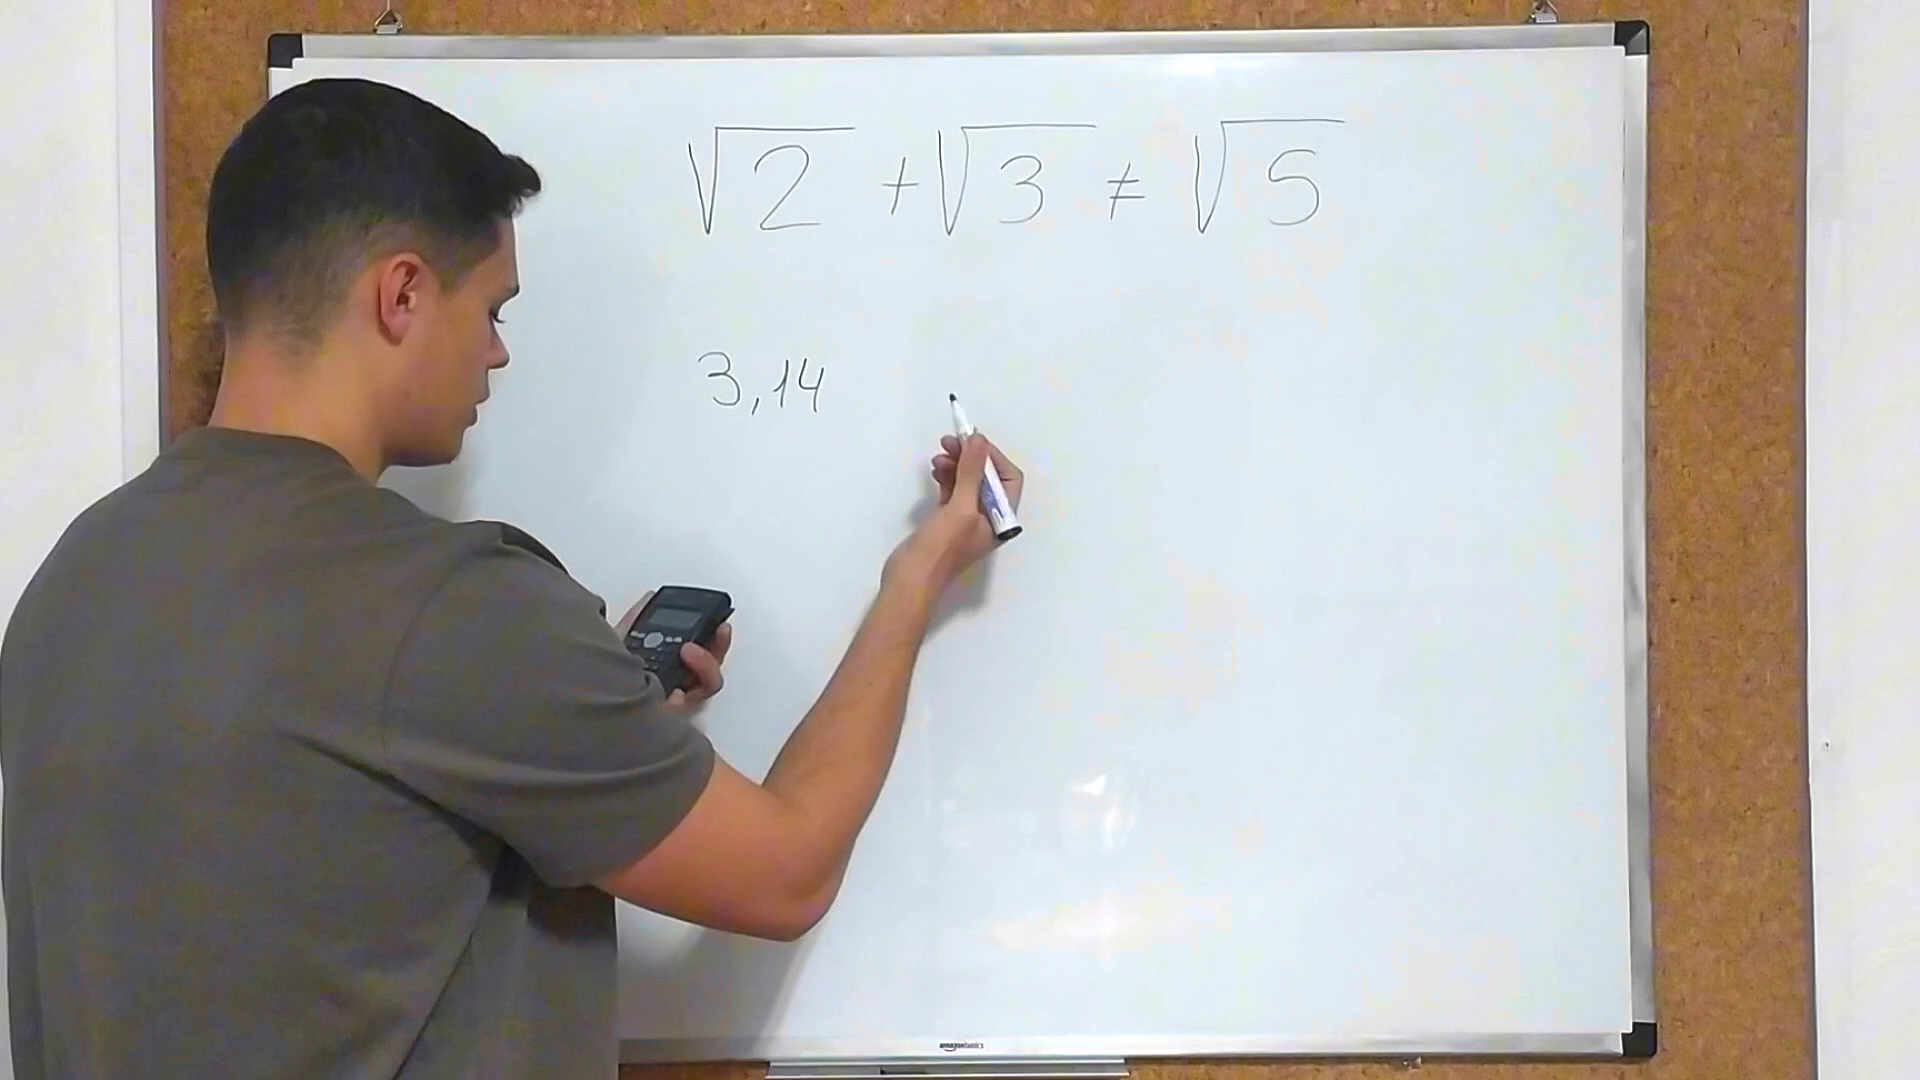 √2 + √3 ≠ √5
3,14
amazonbasics